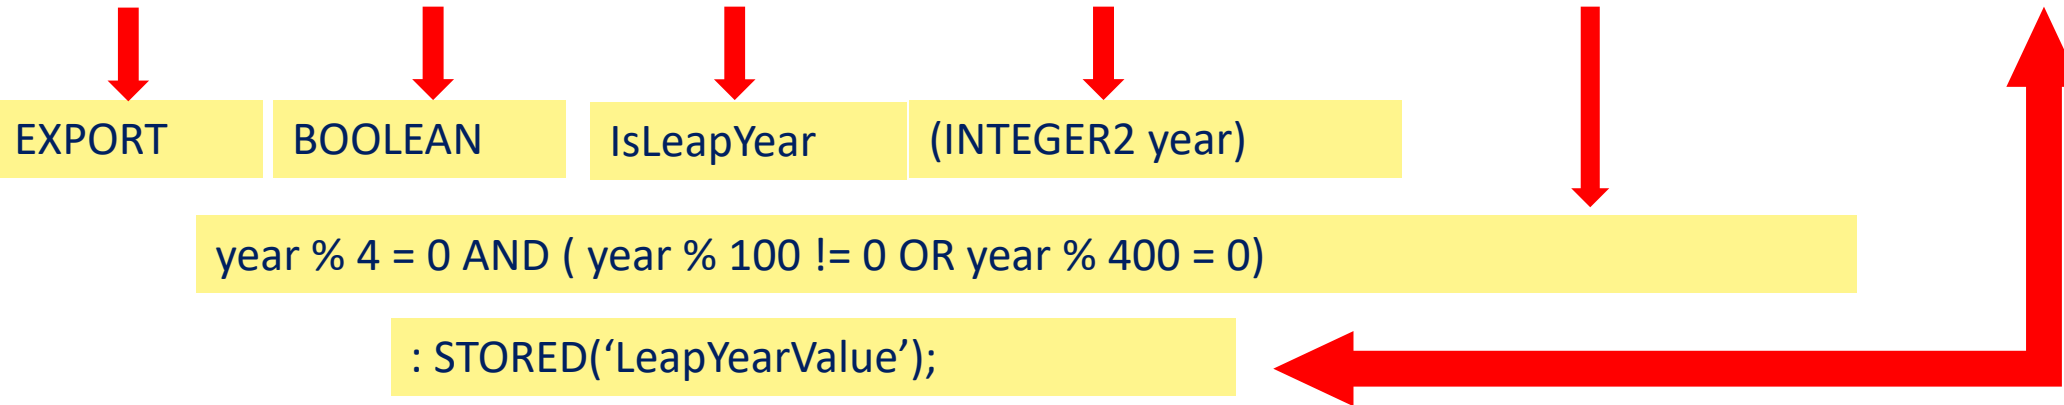 EXPORT BOOLEAN IsLeapYear (INTEGER2 year)
year % 4 = 0 AND ( year % 100 != 0 OR year % 400 = 0)
: STORED(‘LeapYearValue’);